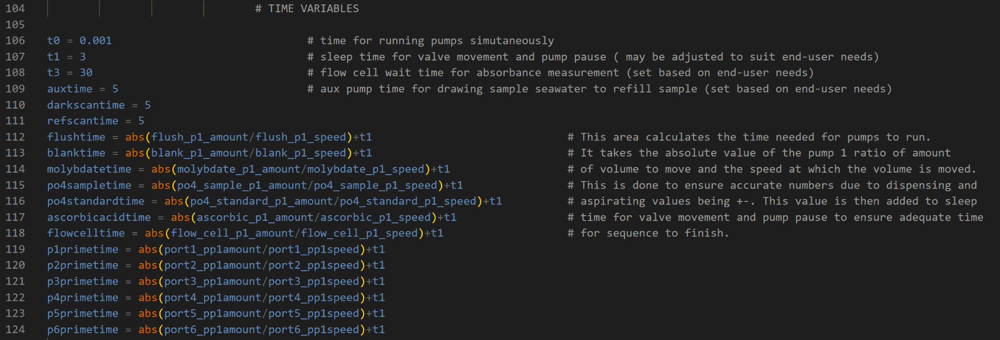 104 # TIME VARIABLES
105
106 t0 = 0.001 # time for running pumps simutaneously
107 t1 = 3 # sleep time for valve movement and pump pause ( may be adjusted to suit end-user needs)
108 t3 = 30 # flow cell wait time for absorbance measurement (set based on end-user needs)
109 auxtime = 5 # aux pump time for drawing sample seawater to refill sample (set based on end-user needs)
110 darkscantime = 5
111 refscantime = 5
112 flushtime = abs(flush_p1_amount/flush_p1_speed)+t1 # This area calculates the time needed for pumps to run.
113 blanktime = abs(blank_p1_amount/blank_p1_speed)+t1 # It takes the absolute value of the pump 1 ratio of amount
114 molybdatetime = abs(molybdate_p1_amount/molybdate_p1_speed)+t1 # of volume to move and the speed at which the volume is moved.
115 po4sampletime = abs(po4_sample_p1_amount/po4_sample_p1_speed)+t1 # This is done to ensure accurate numbers due to dispensing and
116 po4standardtime = abs(po4_standard_p1_amount/po4_standard_p1_speed)+t1 # aspirating values being +-. This value is then added to sleep
117 ascorbicacidtime = abs(ascorbic_p1_amount/ascorbic_p1_speed)+t1 # time for valve movement and pump pause to ensure adequate time
118 flowcelltime = abs(flow_cell_p1_amount/flow_cell_p1_speed)+t1 # for sequence to finish.
119 p1primetime = abs(port1_pp1amount/port1_pp1speed)+t1
120 p2primetime = abs(port2_pp1amount/port2_pp1speed)+t1
121 p3primetime = abs(port3_pp1amount/port3_pp1speed)+t1
122 p4primetime = abs(port4_pp1amount/port4_pp1speed)+t1
123 p5primetime = abs(port5_pp1amount/port5_pp1speed)+t1
124 p6primetime = abs(port6_pp1amount/port6_pp1speed)+t1